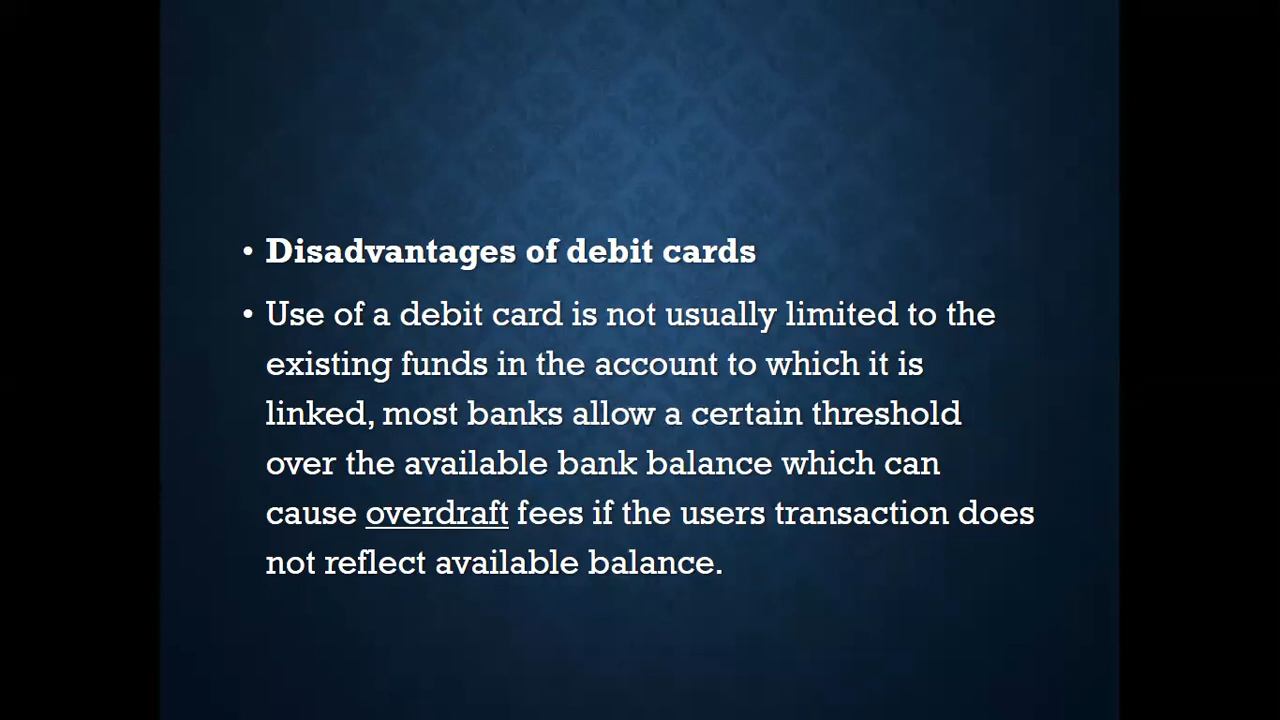 • Disadvantages of debit cards
• Use of a debit card is not usually limited to the
existing funds in the account to which it is
linked, most banks allow a certain threshold
over the available bank balance which can
cause overdraft fees if the users transaction does
not reflect available balance.